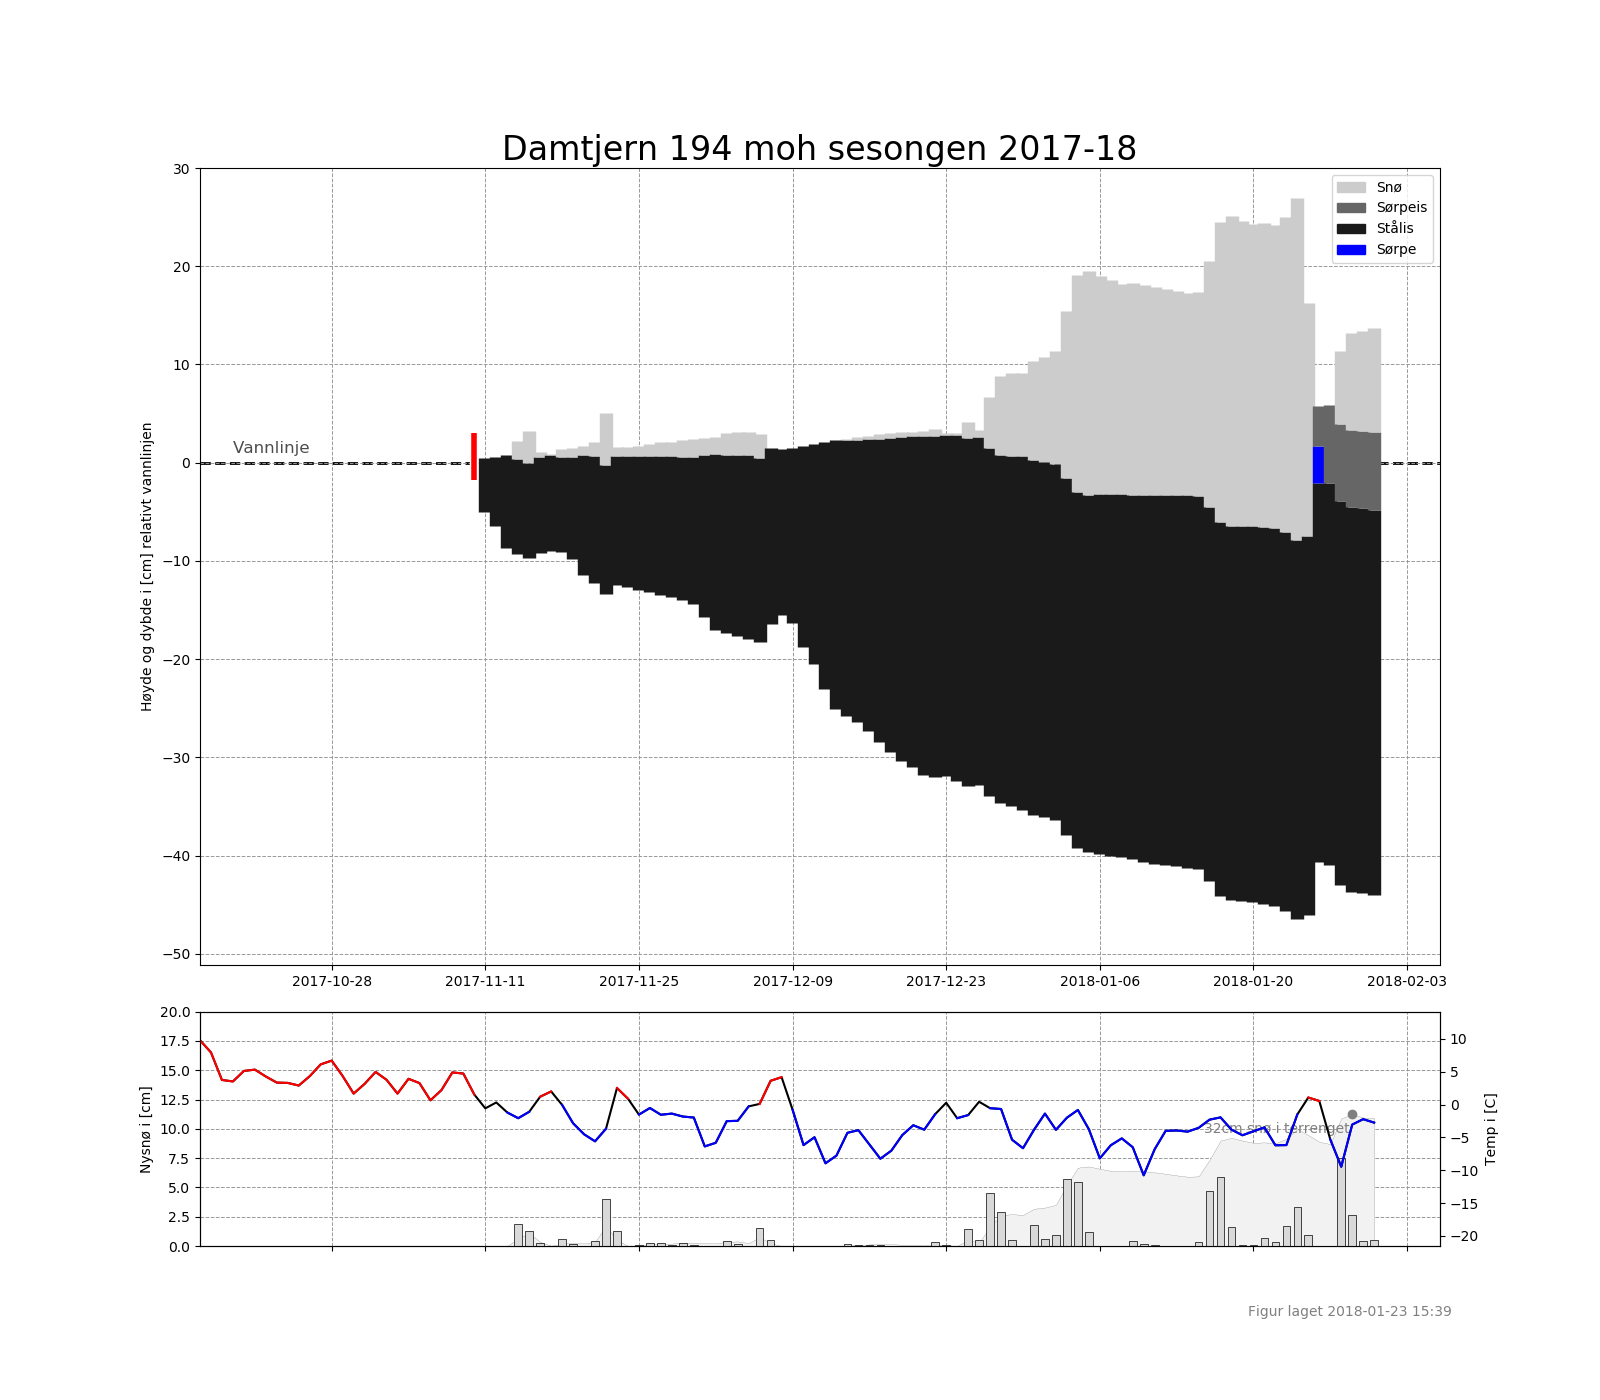 Damtjern 194 moh sesongen 2017-18
Høyde og dybde i [cm] relativt vannlinjen
30
20
10
0
−10
−20
−30
−40
−50
Vannlinje
Snø
Sørpeis
Stålis
Sørpe
2017-10-28 2017-11-11 2017-11-25 2017-12-09 2017-12-23 2018-01-06 2018-01-20 2018-02-03
Nysnø i [cm]
20.0
17.5
15.0
12.5
10.0
7.5
5.0
2.5
0.0
32cm snø i terrenget
10
5
0
−5
−10
−15
−20
Temp i [C]
Figur laget 2018-01-23 15:39